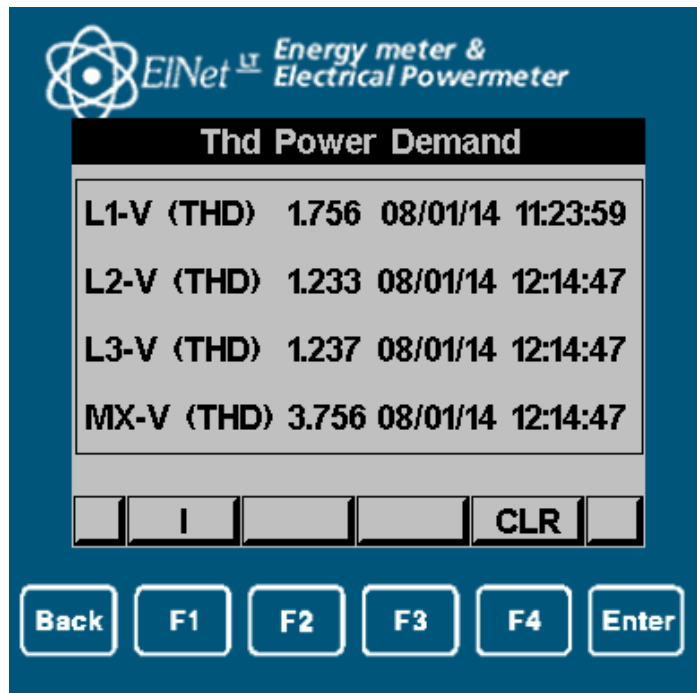 ElNet LT Energy meter &
Electrical Powermeter
Thd Power Demand
L1-V (THD) 1.756 08/01/14 11:23:59
L2-V (THD) 1.233 08/01/14 12:14:47
L3-V (THD) 1.237 08/01/14 12:14:47
MX-V (THD) 3.756 08/01/14 12:14:47
I CLR
Back F1 F2 F3 F4 Enter